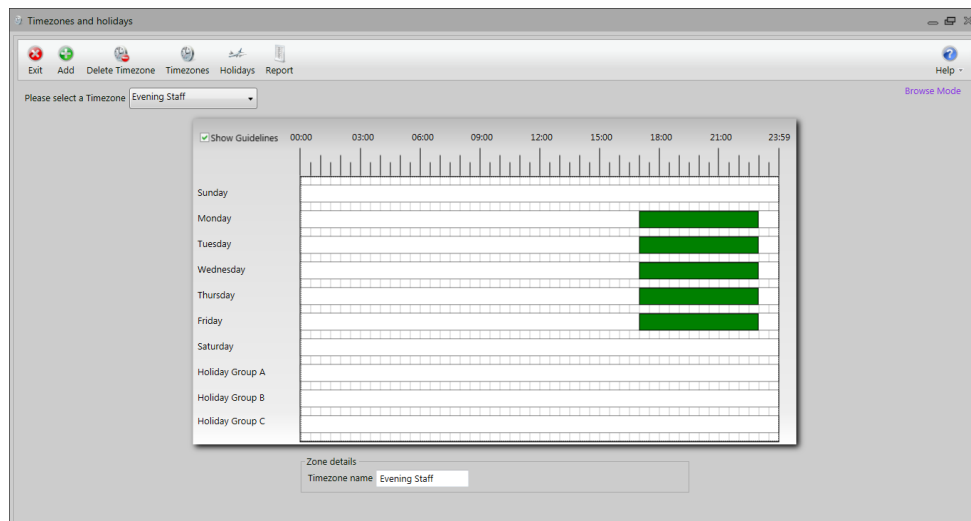 Timezones and holidays
Exit Add Delete Timezone Timezones Holidays Report Help
Please select a Timezone Evening Staff Browse Mode
Show Guidelines 00:00 03:00 06:00 09:00 12:00 15:00 18:00 21:00 23:59
Sunday
Monday
Tuesday
Wednesday
Thursday
Friday
Saturday
Holiday Group A
Holiday Group B
Holiday Group C
Zone details
Timezone name Evening Staff